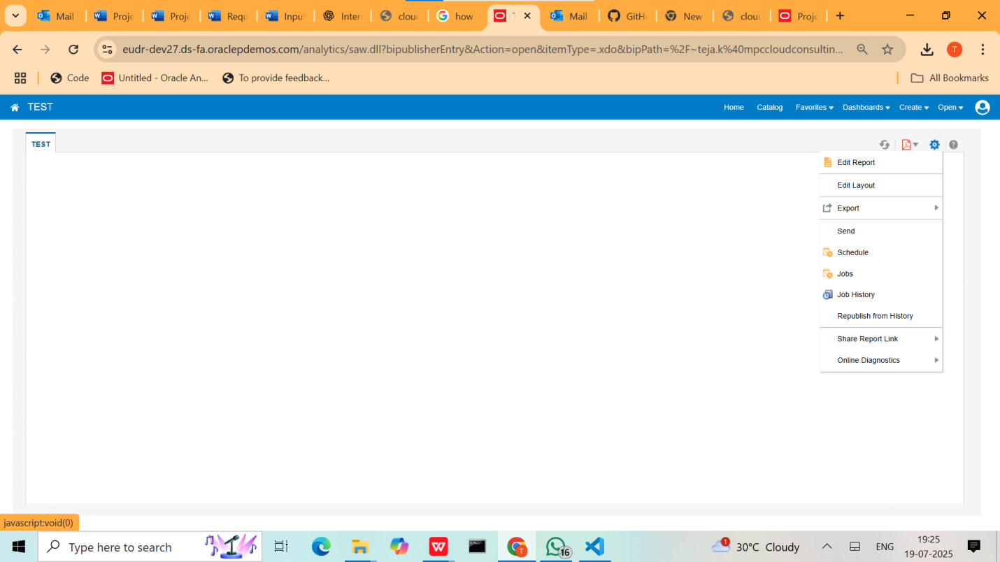 Mail
Proje
Proje
Requ
Input
Inter
cloud
how
T
Mail
GitHu
New
cloud
Proje
eudr-dev27.ds-fa.oraclepdemos.com/analytics/saw.dll?bipublisherEntry&Action=open&itemType=.xdo&bipPath=%2F~teja.k%40mpccloudconsultin...
T
Code
Untitled - Oracle An...
To provide feedback...
All Bookmarks
TEST
Home
Catalog
Favorites
Dashboards
Create
Open
TEST
Edit Report
Edit Layout
Export
Send
Schedule
Jobs
Job History
Republish from History
Share Report Link
Online Diagnostics
javascript:void(0)
Type here to search
T
16
1
30°C Cloudy
ENG
19:25
19-07-2025